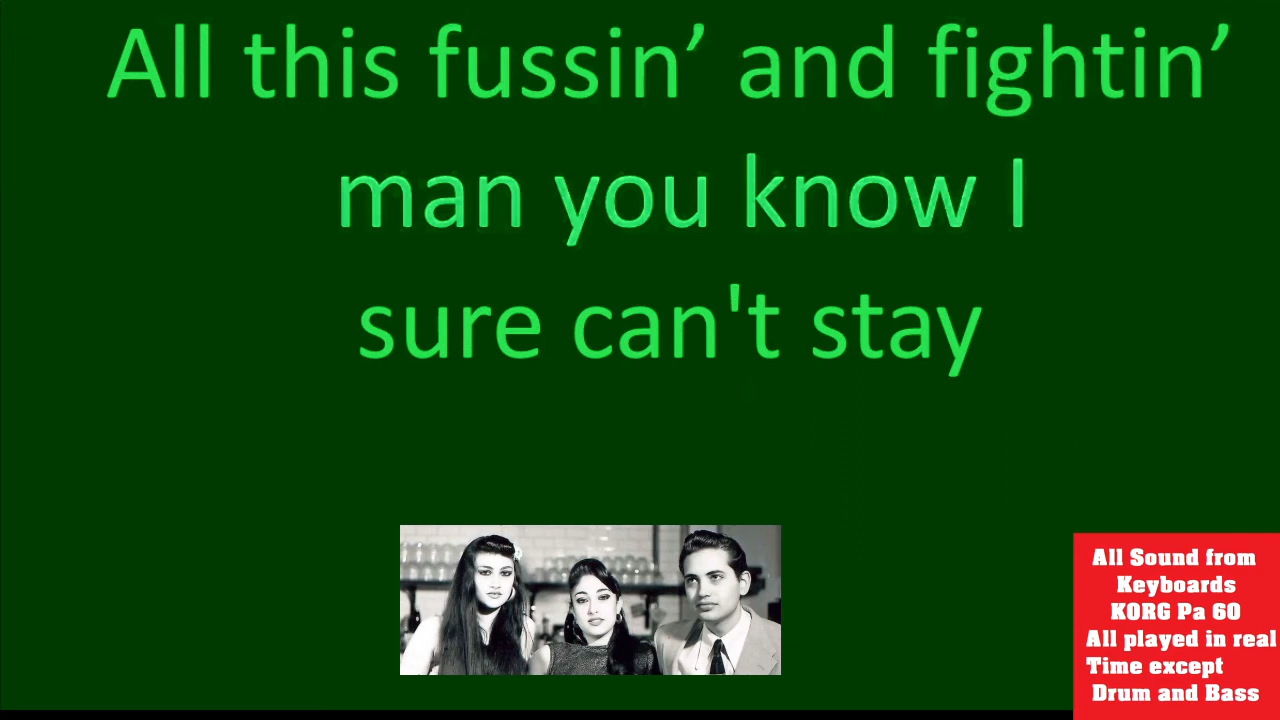 All this fussin’ and fightin’
man you know I
sure can't stay
All Sound from
Keyboards
KORG Pa 60
All played in real
Time except
Drum and Bass